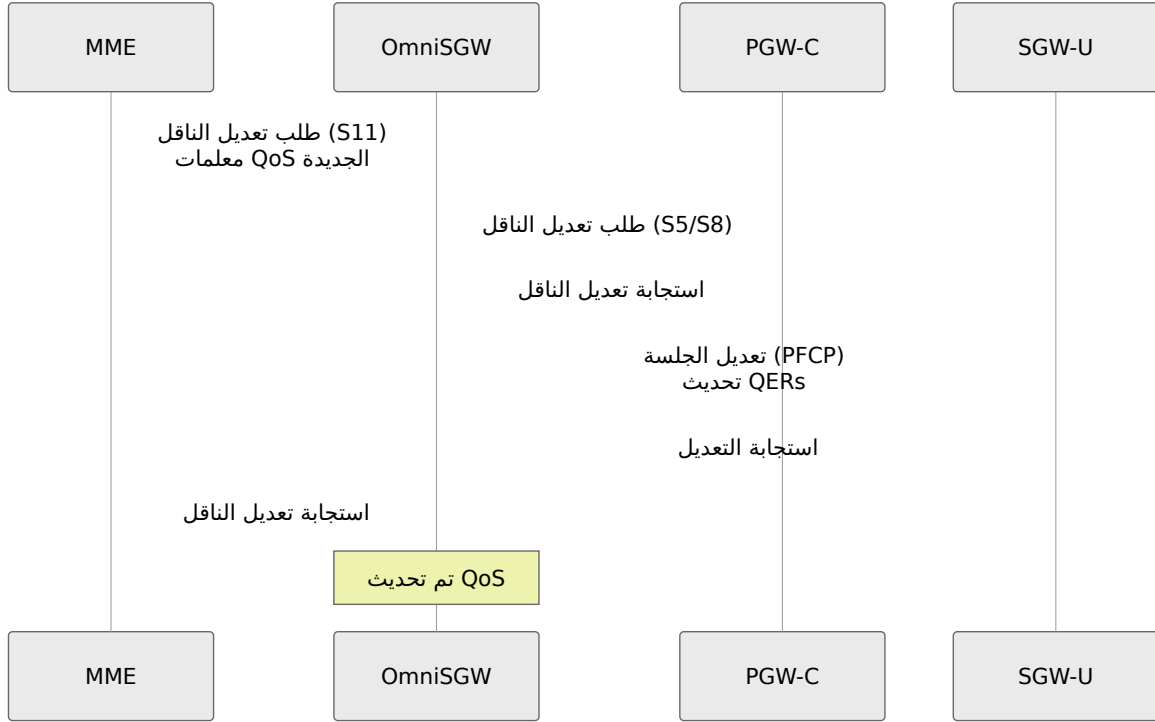 MME
OmniSGW
PGW-C
SGW-U
طلب تعديل الناقل (S11)
معلمات QoS الجديدة
طلب تعديل الناقل (S5/S8)
استجابة تعديل الناقل
تعديل الجلسة (PFCP)
تحديث QERs
استجابة التعديل
استجابة تعديل الناقل
تم تحديث QoS
MME
OmniSGW
PGW-C
SGW-U